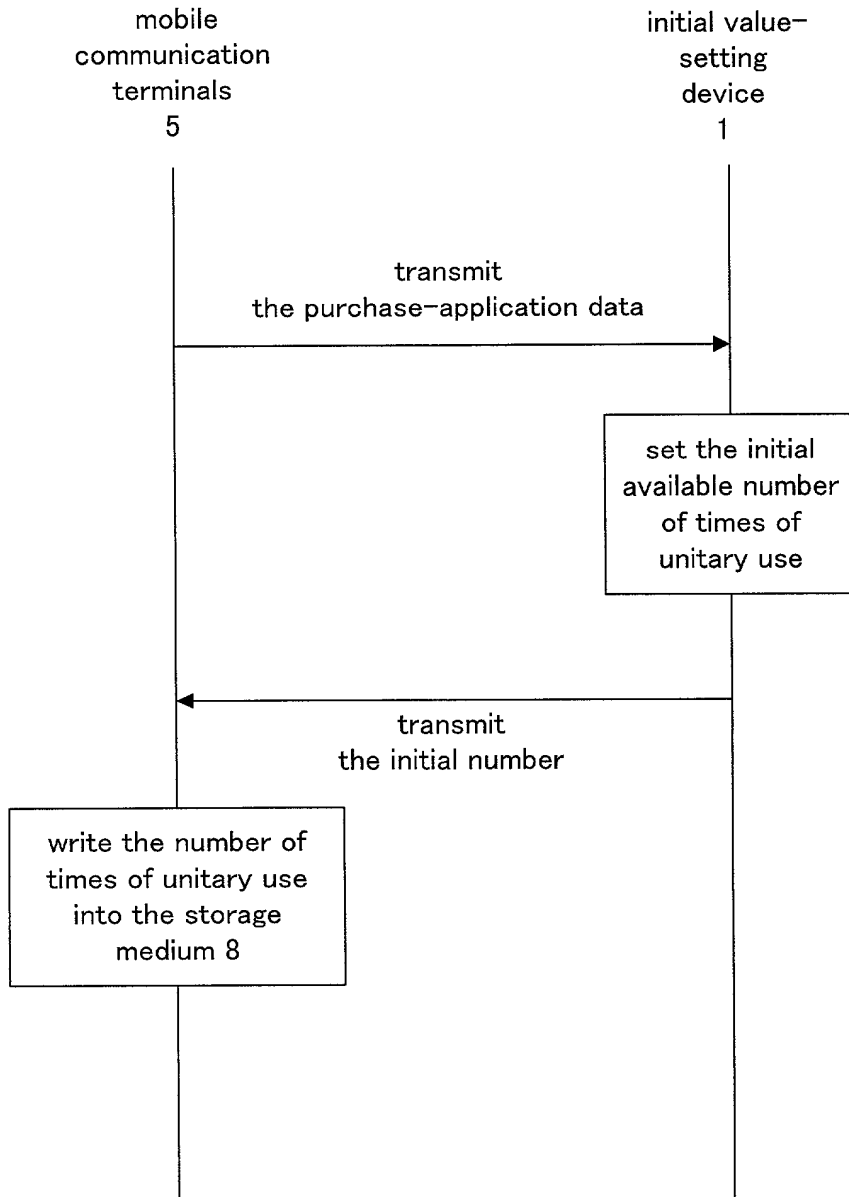 mobile
communication
terminals
5
initial value-
setting
device
1
transmit
the purchase-application data
set the initial
available number
of times of
unitary use
transmit
the initial number
write the number of
times of unitary use
into the storage
medium 8